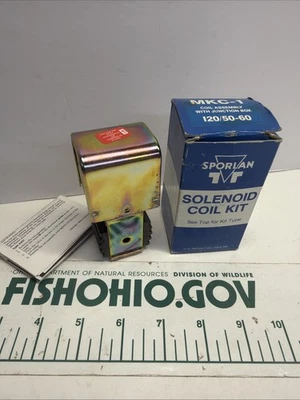 MKC-1
COIL ASSEMBLY
WITH JUNCTION BOX
120/50-60
SPORLAN
SOLENOID
COIL KIT
See Top for Kit Type
DEPARTMENT OF NATURAL RESOURCES DIVISION OF WILDLIFE
FISHOHIO.GOV
4 5 6 7 8 9 10